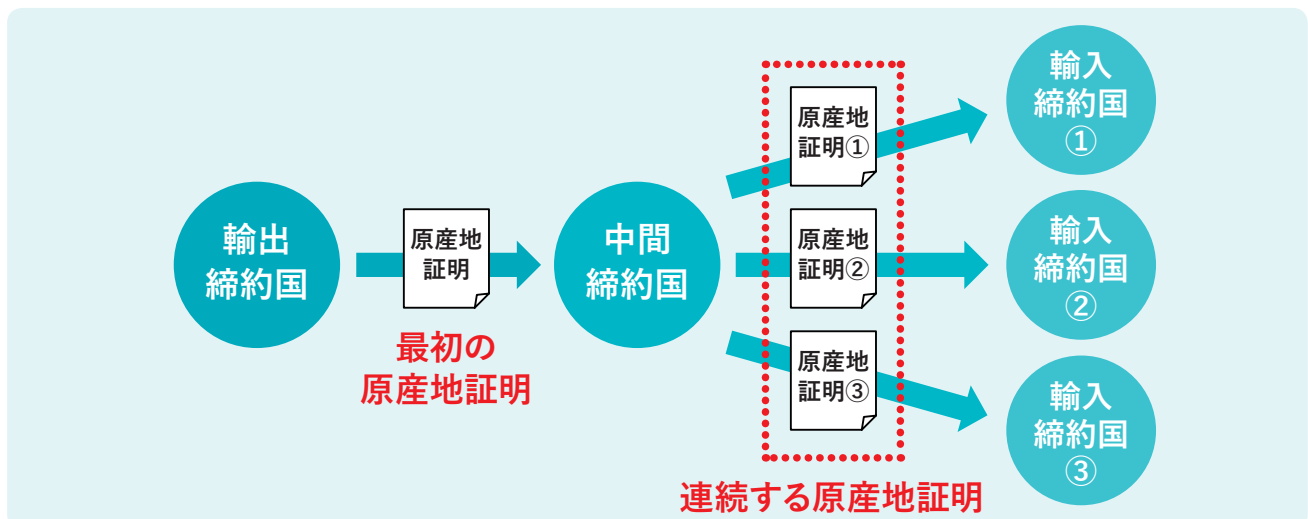 輸出
締約国
原産地
証明
最初の
原産地証明
中間
締約国
原産地
証明①
原産地
証明②
原産地
証明③
連続する原産地証明
輸入
締約国
①
輸入
締約国
②
輸入
締約国
③